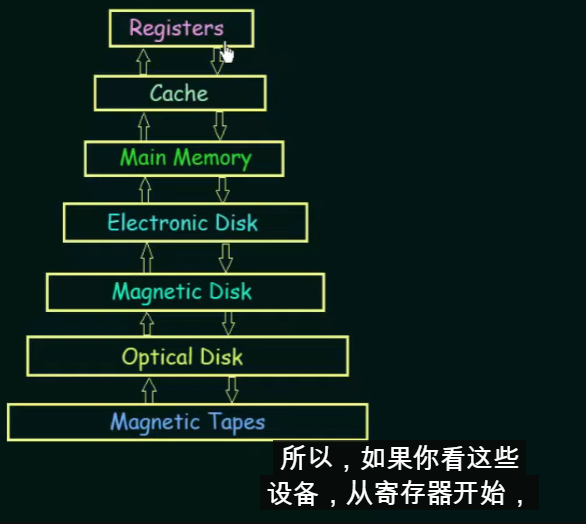 Registers
Cache
Main Memory
Electronic Disk
Magnetic Disk
Optical Disk
Magnetic Tapes
所以，如果你看这些
设备，从寄存器开始，